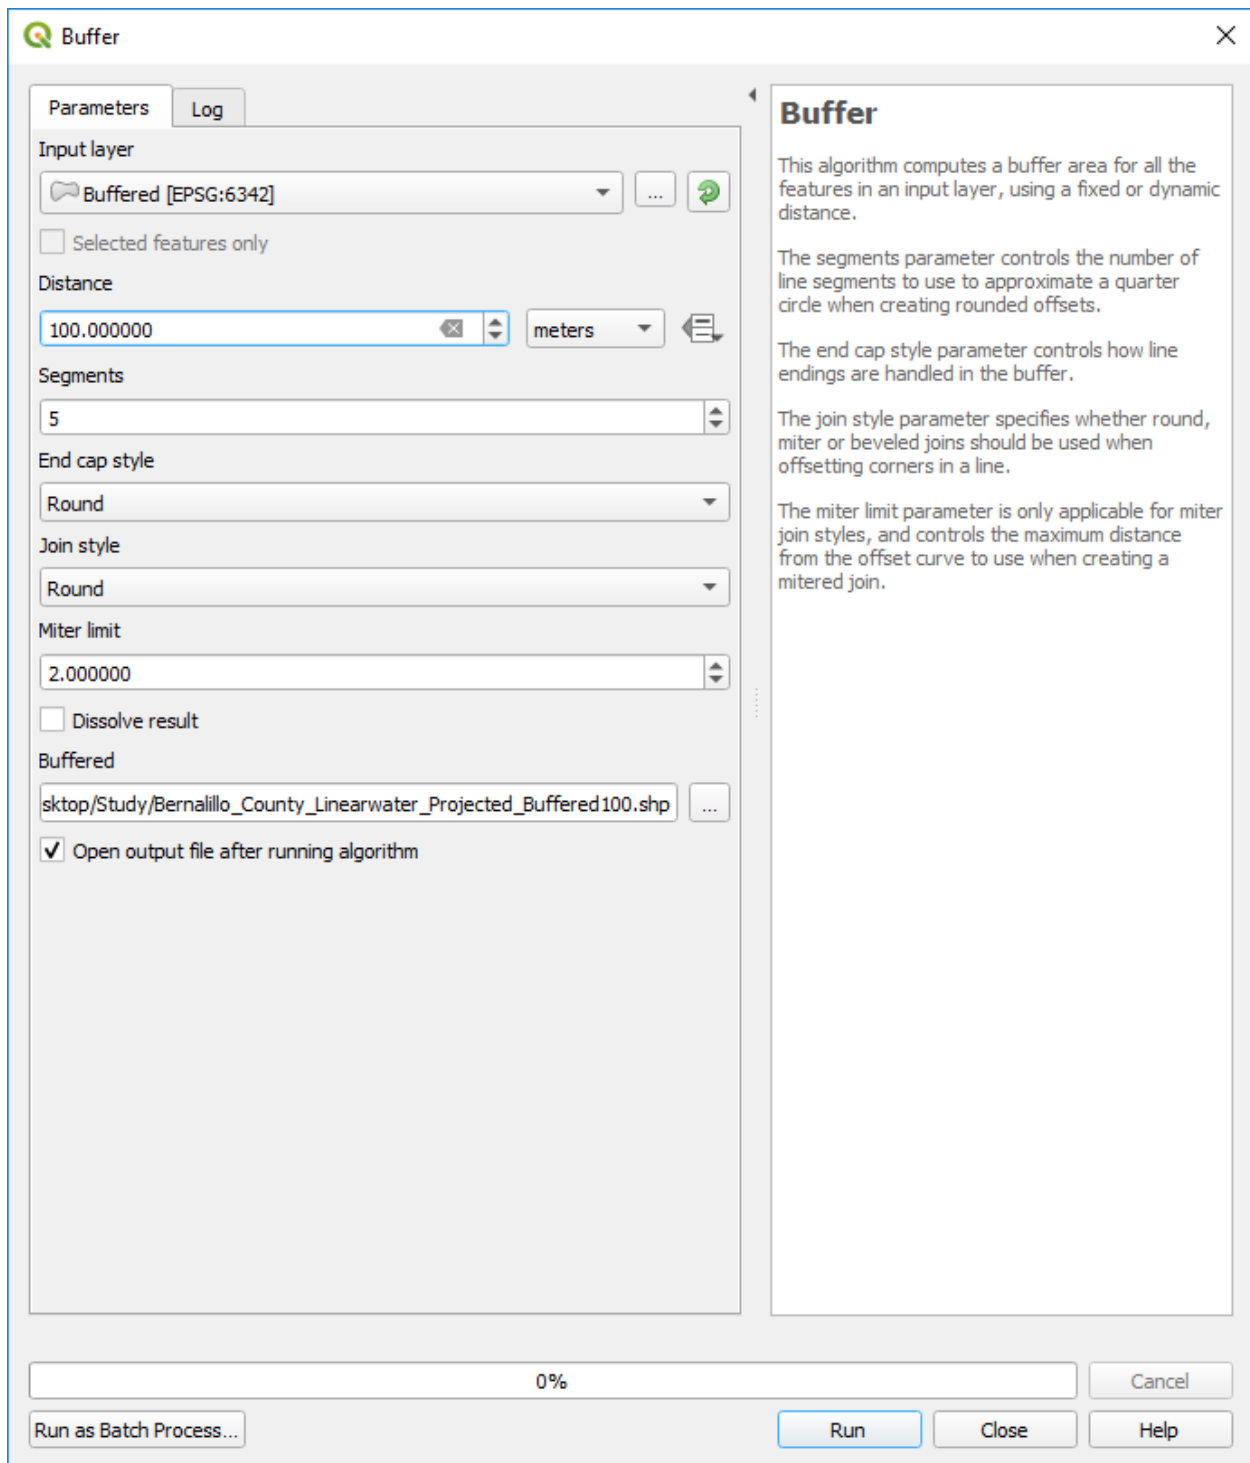 Buffer
Parameters
Log
Input layer
Buffered [EPSG:6342]
...
Selected features only
Distance
100.000000
meters
Segments
5
End cap style
Round
Join style
Round
Miter limit
2.000000
Dissolve result
Buffered
sktop/Study/Bernalillo_County_Linearwater_Projected_Buffered100.shp
...
Open output file after running algorithm
Buffer
This algorithm computes a buffer area for all the
features in an input layer, using a fixed or dynamic
distance.
The segments parameter controls the number of
line segments to use to approximate a quarter
circle when creating rounded offsets.
The end cap style parameter controls how line
endings are handled in the buffer.
The join style parameter specifies whether round,
miter or beveled joins should be used when
offsetting corners in a line.
The miter limit parameter is only applicable for miter
join styles, and controls the maximum distance
from the offset curve to use when creating a
mitered join.
0%
Cancel
Run as Batch Process...
Run
Close
Help